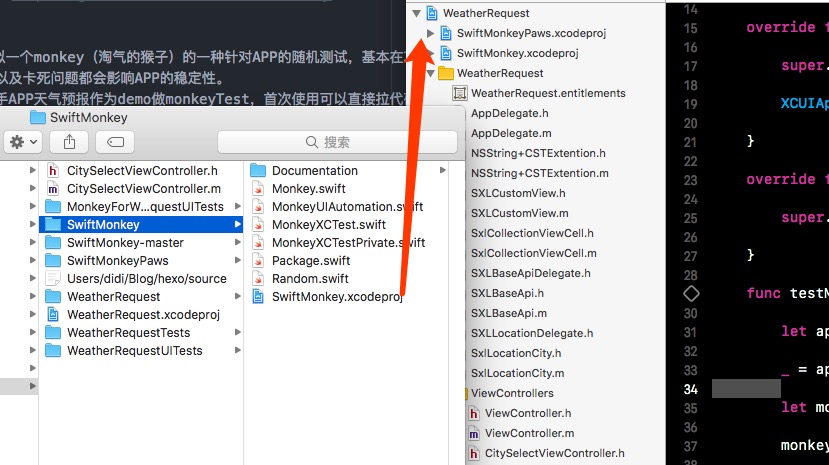 以一个monkey（淘气的猴子）的一种针对APP的随机测试，基本在
以及卡死问题都会影响APP的稳定性。
手APP天气预报作为demo做monkeyTest，首次使用可以直接拉代
SwiftMonkey
搜索
CitySelectViewController.h
CitySelectViewController.m
MonkeyForW...questUITests
SwiftMonkey
SwiftMonkey-master
SwiftMonkeyPaws
Users/didi/Blog/hexo/source
WeatherRequest
WeatherRequest.xcodeproj
WeatherRequestTests
WeatherRequestUITests
Documentation
Monkey.swift
MonkeyUIAutomation.swift
MonkeyXCTest.swift
MonkeyXCTestPrivate.swift
Package.swift
Random.swift
SwiftMonkey.xcodeproj
WeatherRequest
SwiftMonkeyPaws.xcodeproj
SwiftMonkey.xcodeproj
WeatherRequest
WeatherRequest.entitlements
AppDelegate.h
AppDelegate.m
NSString+CSTExtention.h
NSString+CSTExtention.m
SXLCustomView.h
SXLCustomView.m
SxlCollectionViewCell.h
SxlCollectionViewCell.m
SXLBaseApiDelegate.h
SXLBaseApi.h
SXLBaseApi.m
SXLLocationDelegate.h
SxlLocationCity.h
SxlLocationCity.m
ViewControllers
ViewController.h
ViewController.m
CitySelectViewController.h
14
15 override f
16
17 super.
18
19 XCUIAp
20
21 }
22
23 override f
24
25 super.
26
27 }
28
func testM
30
31 let ap
32
33 _ = ap
34
35 let mo
36
37 monkey